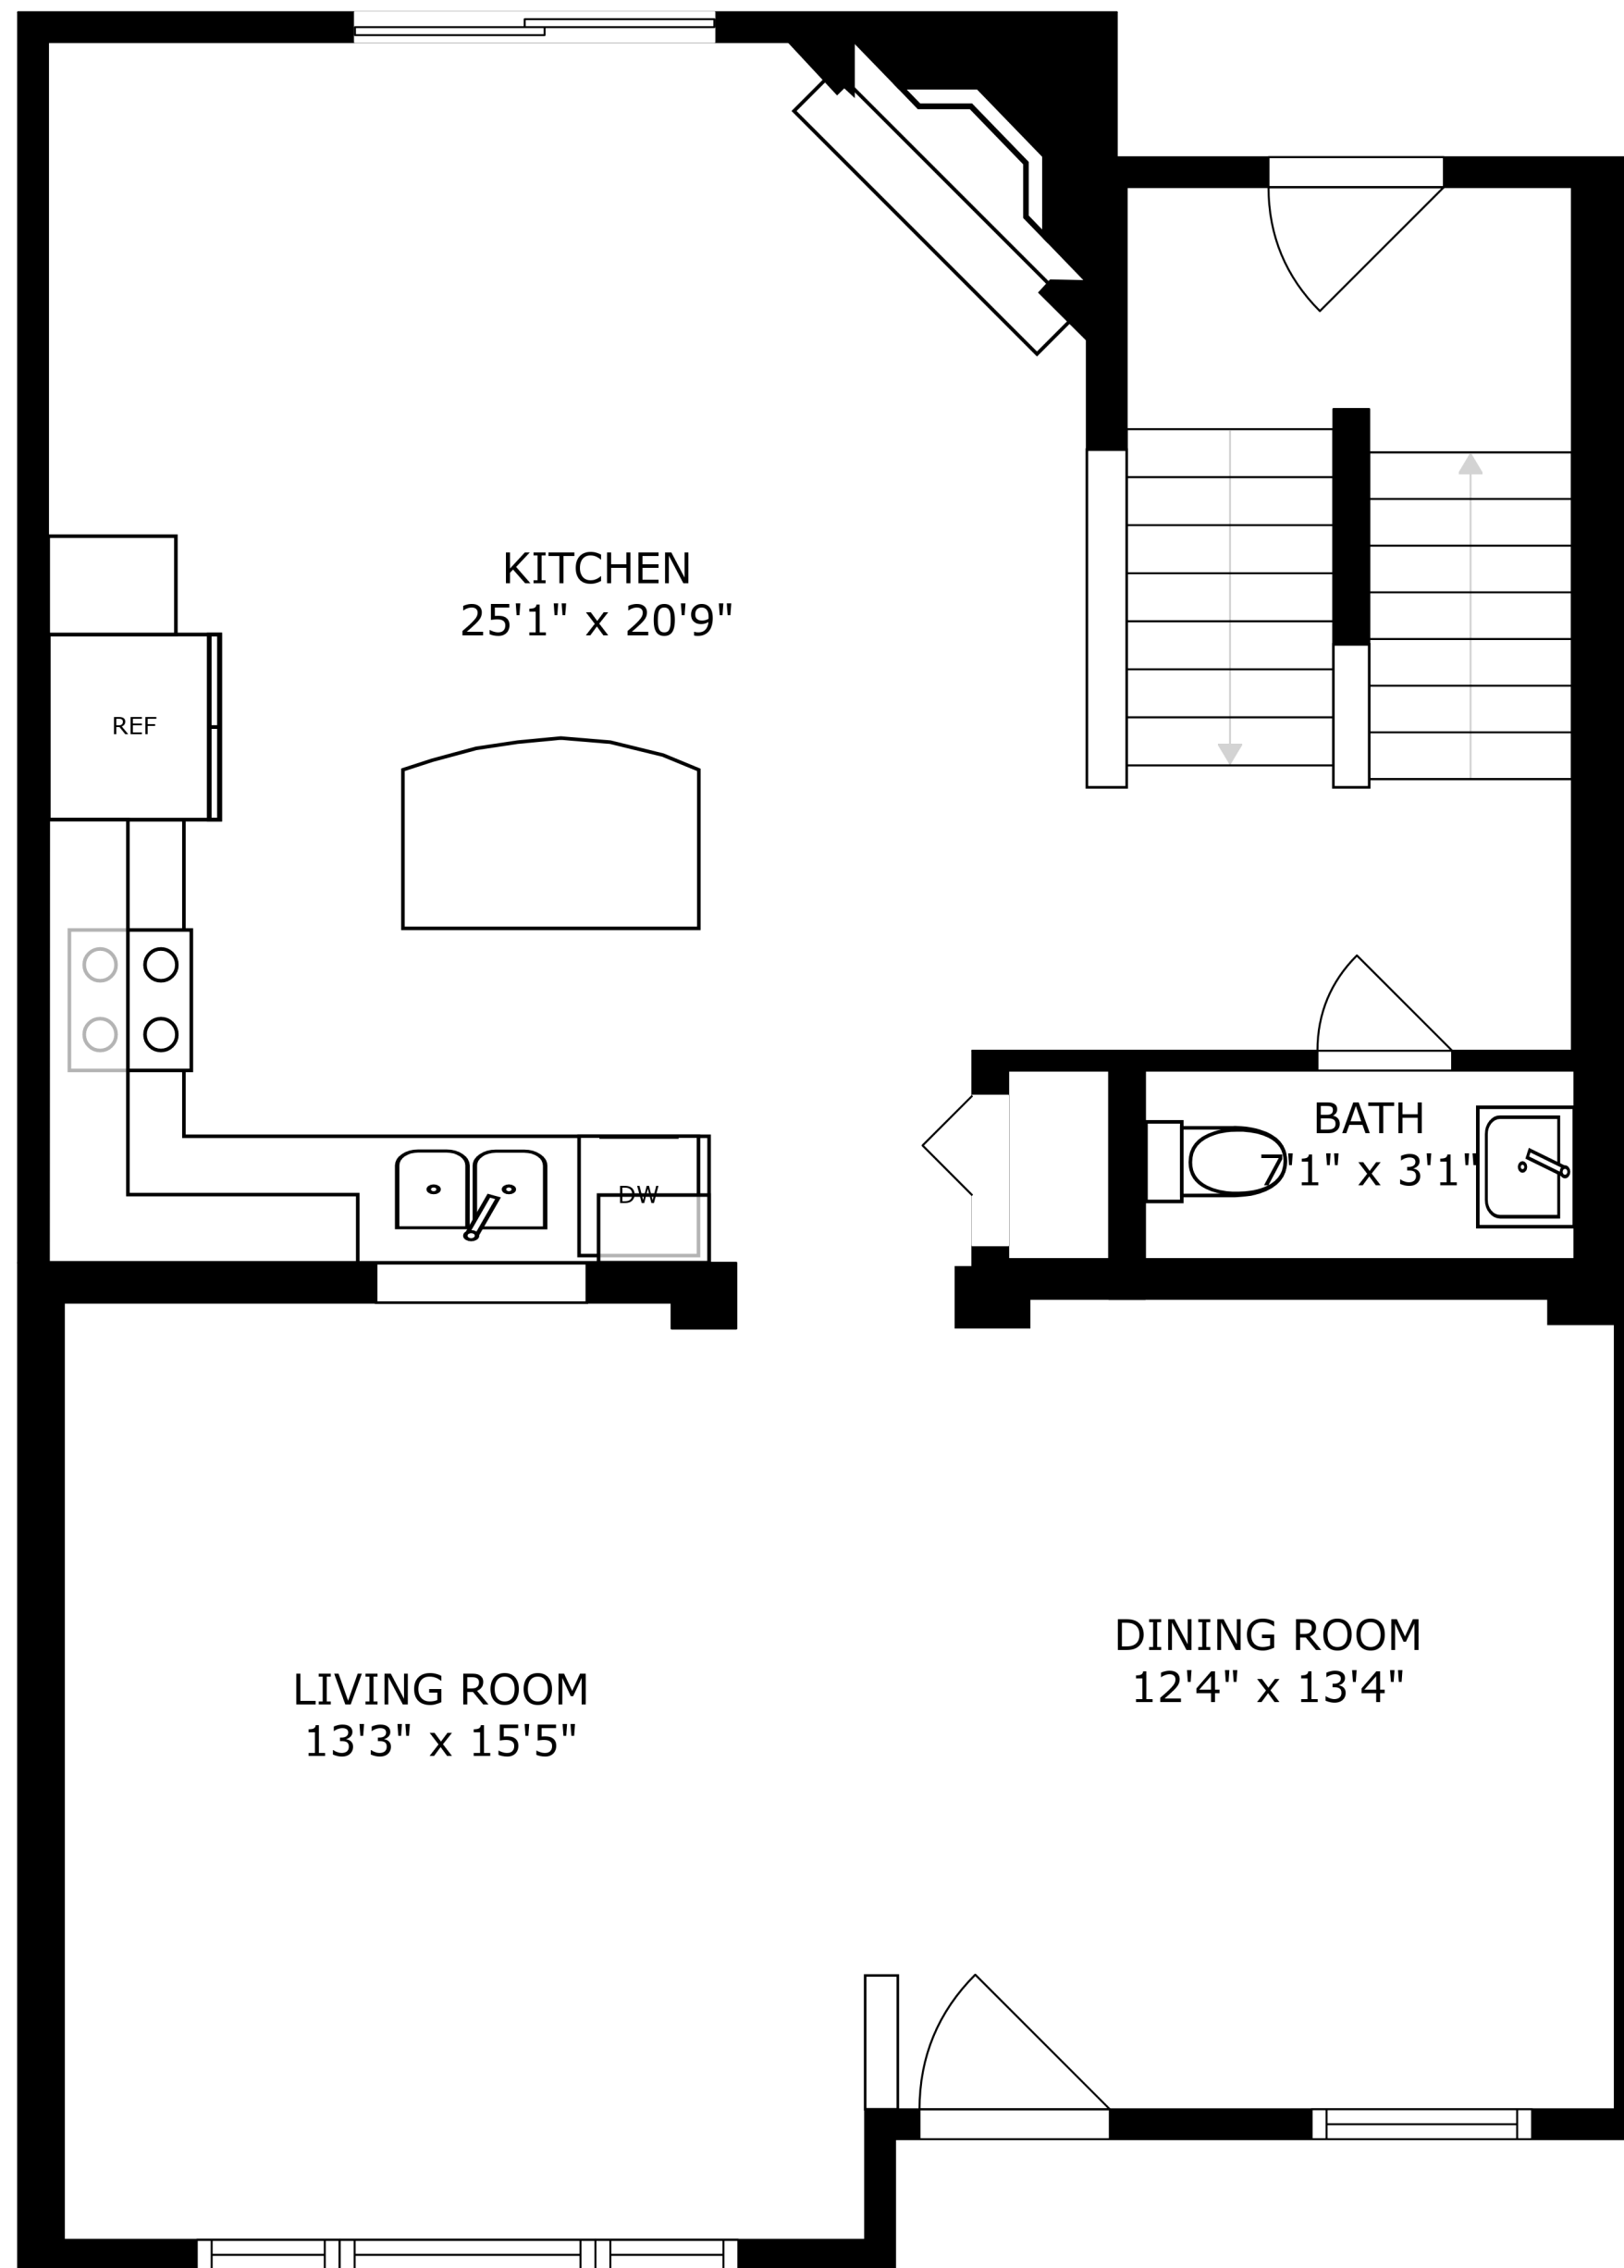 KITCHEN
25'1" x 20'9"
REF
BATH
7'1" x 3'1"
DW
DINING ROOM
12'4" x 13'4"
LIVING ROOM
13'3" x 15'5"